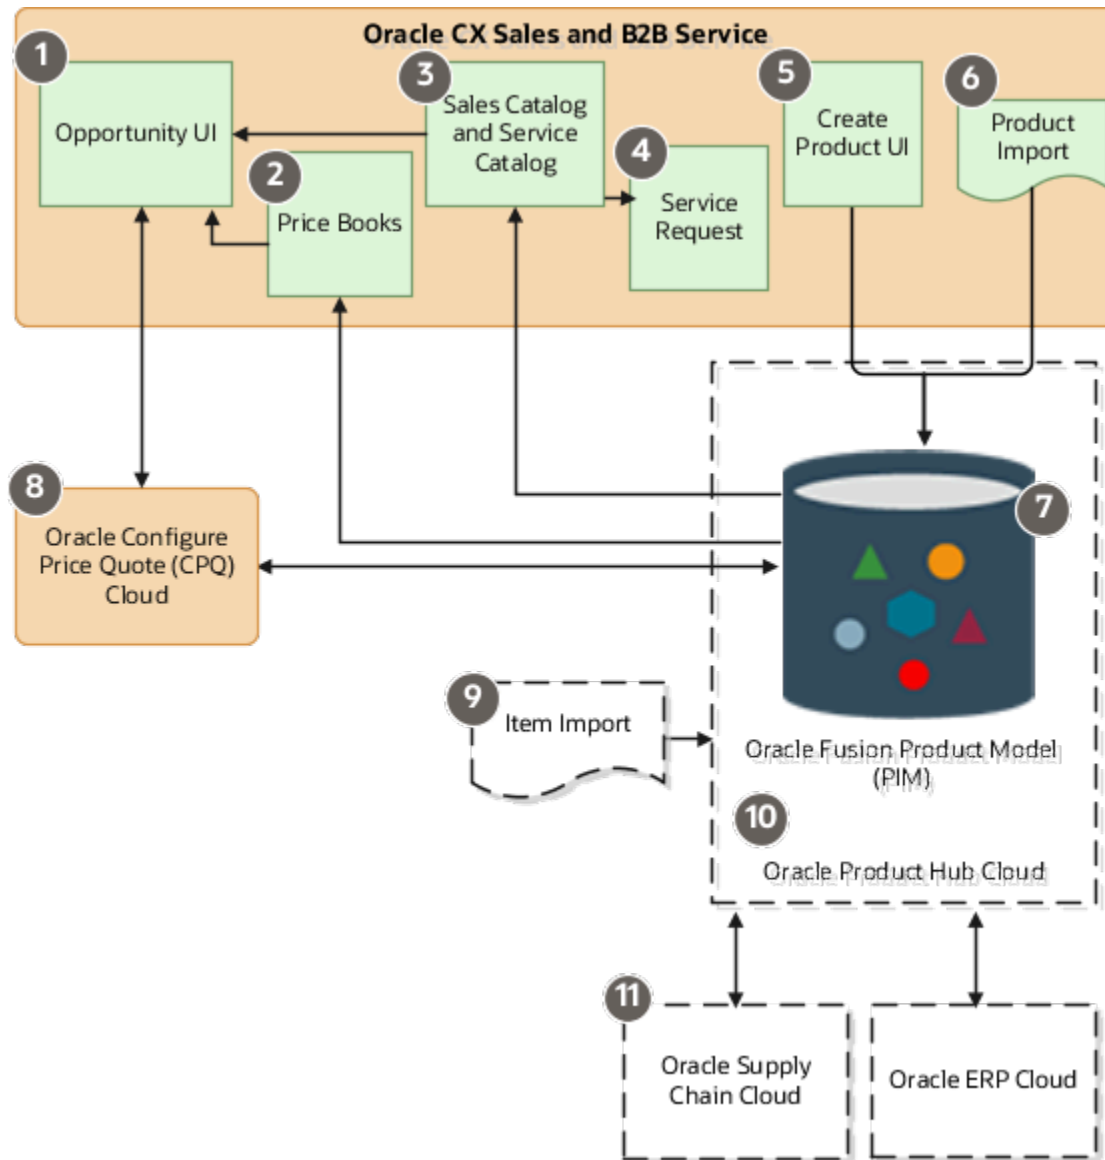 Oracle CX Sales and B2B Service
1
Opportunity UI
2
Price Books
3
Sales Catalog
and Service
Catalog
4
Service
Request
5
Create
Product UI
6
Product
Import
7
8
Oracle Configure
Price Quote (CPQ)
Cloud
9
Item Import
Oracle Fusion Product Model
(PIM)
10
Oracle Product Hub Cloud
11
Oracle Supply
Chain Cloud
Oracle ERP Cloud